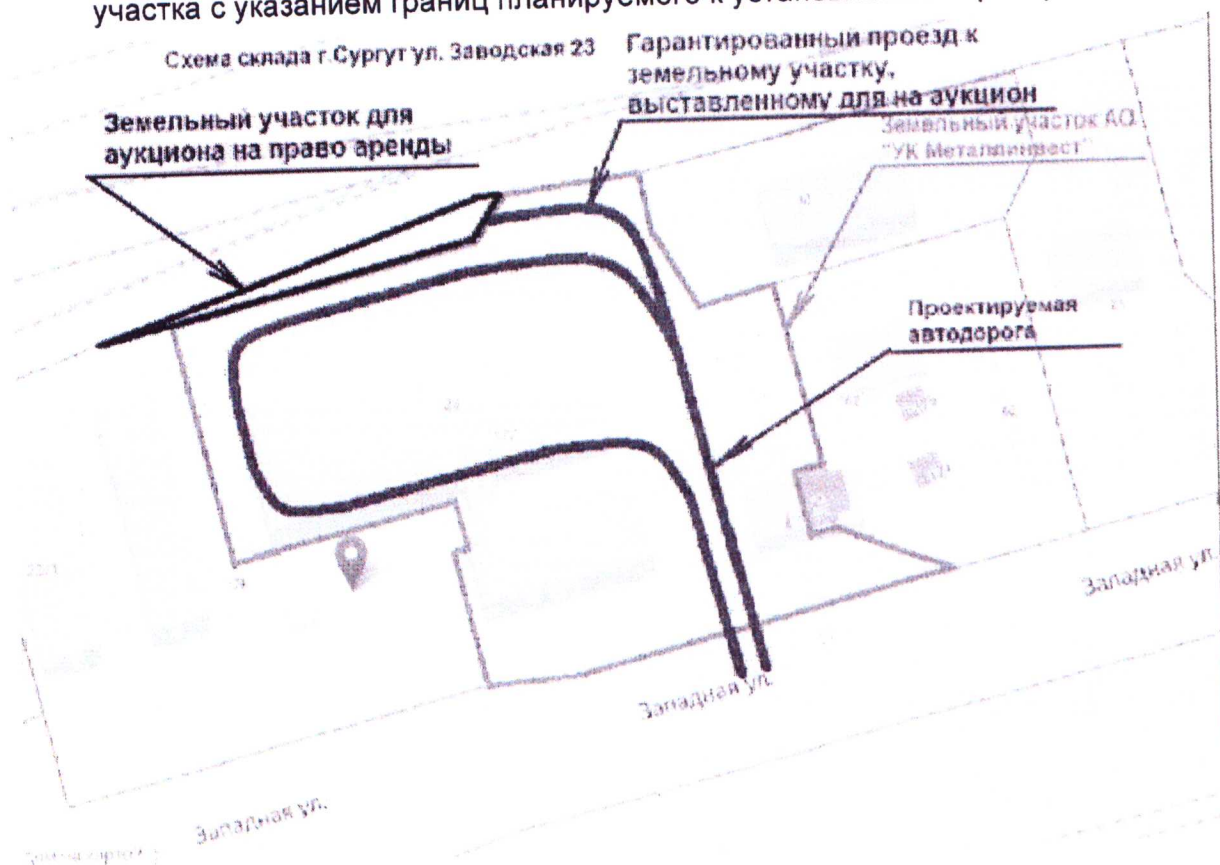 участка с указанием границ планируемого к
Схема склада г.Сургут ул. Заводская 23
Гарантированный проезд к
земельному участку,
выставленному для на аукцион
Земельный участок для
аукциона на право аренды
Земельный участок АО
"УК Металлинвест"
Проектируемая
автодорога
Западная ул.
Западная ул.
Западная ул.